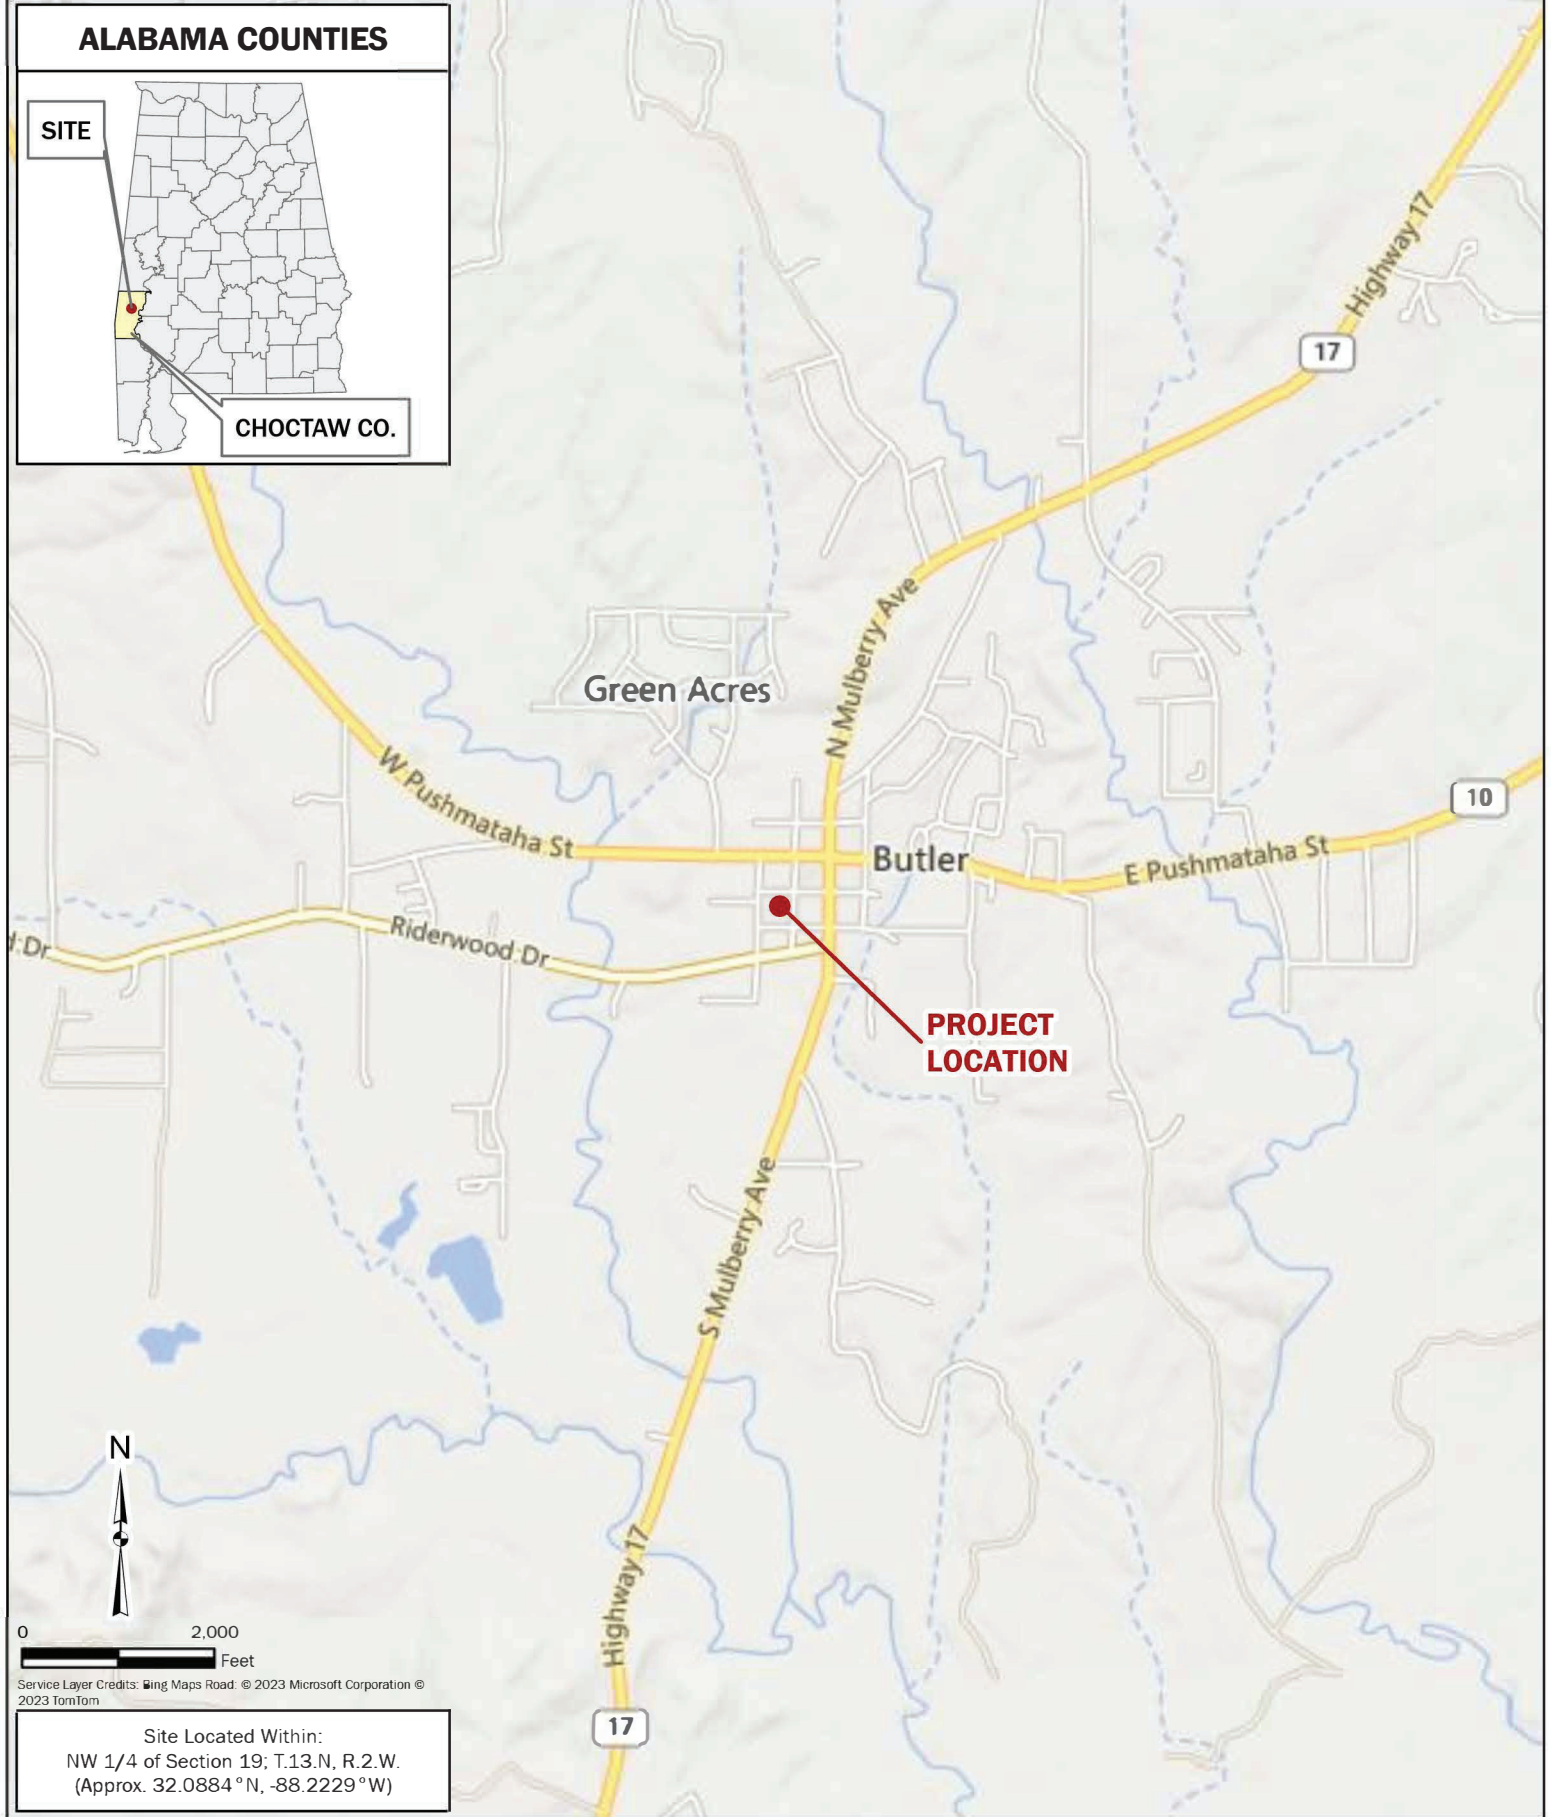 ALABAMA COUNTIES
SITE
CHOCTAW CO.
Highway 17
17
N Mulberry Ave
Green Acres
W Pushmataha St
10
Butler
E Pushmataha St
d Dr
Riderwood Dr
PROJECT
LOCATION
S Mulberry Ave
N
Highway 17
0 2,000
Feet
Service Layer Credits: Bing Maps Road: © 2023 Microsoft Corporation ©
2023 TomTom
17
Site Located Within:
NW 1/4 of Section 19; T.13.N, R.2.W.
(Approx. 32.0884°N, -88.2229°W)